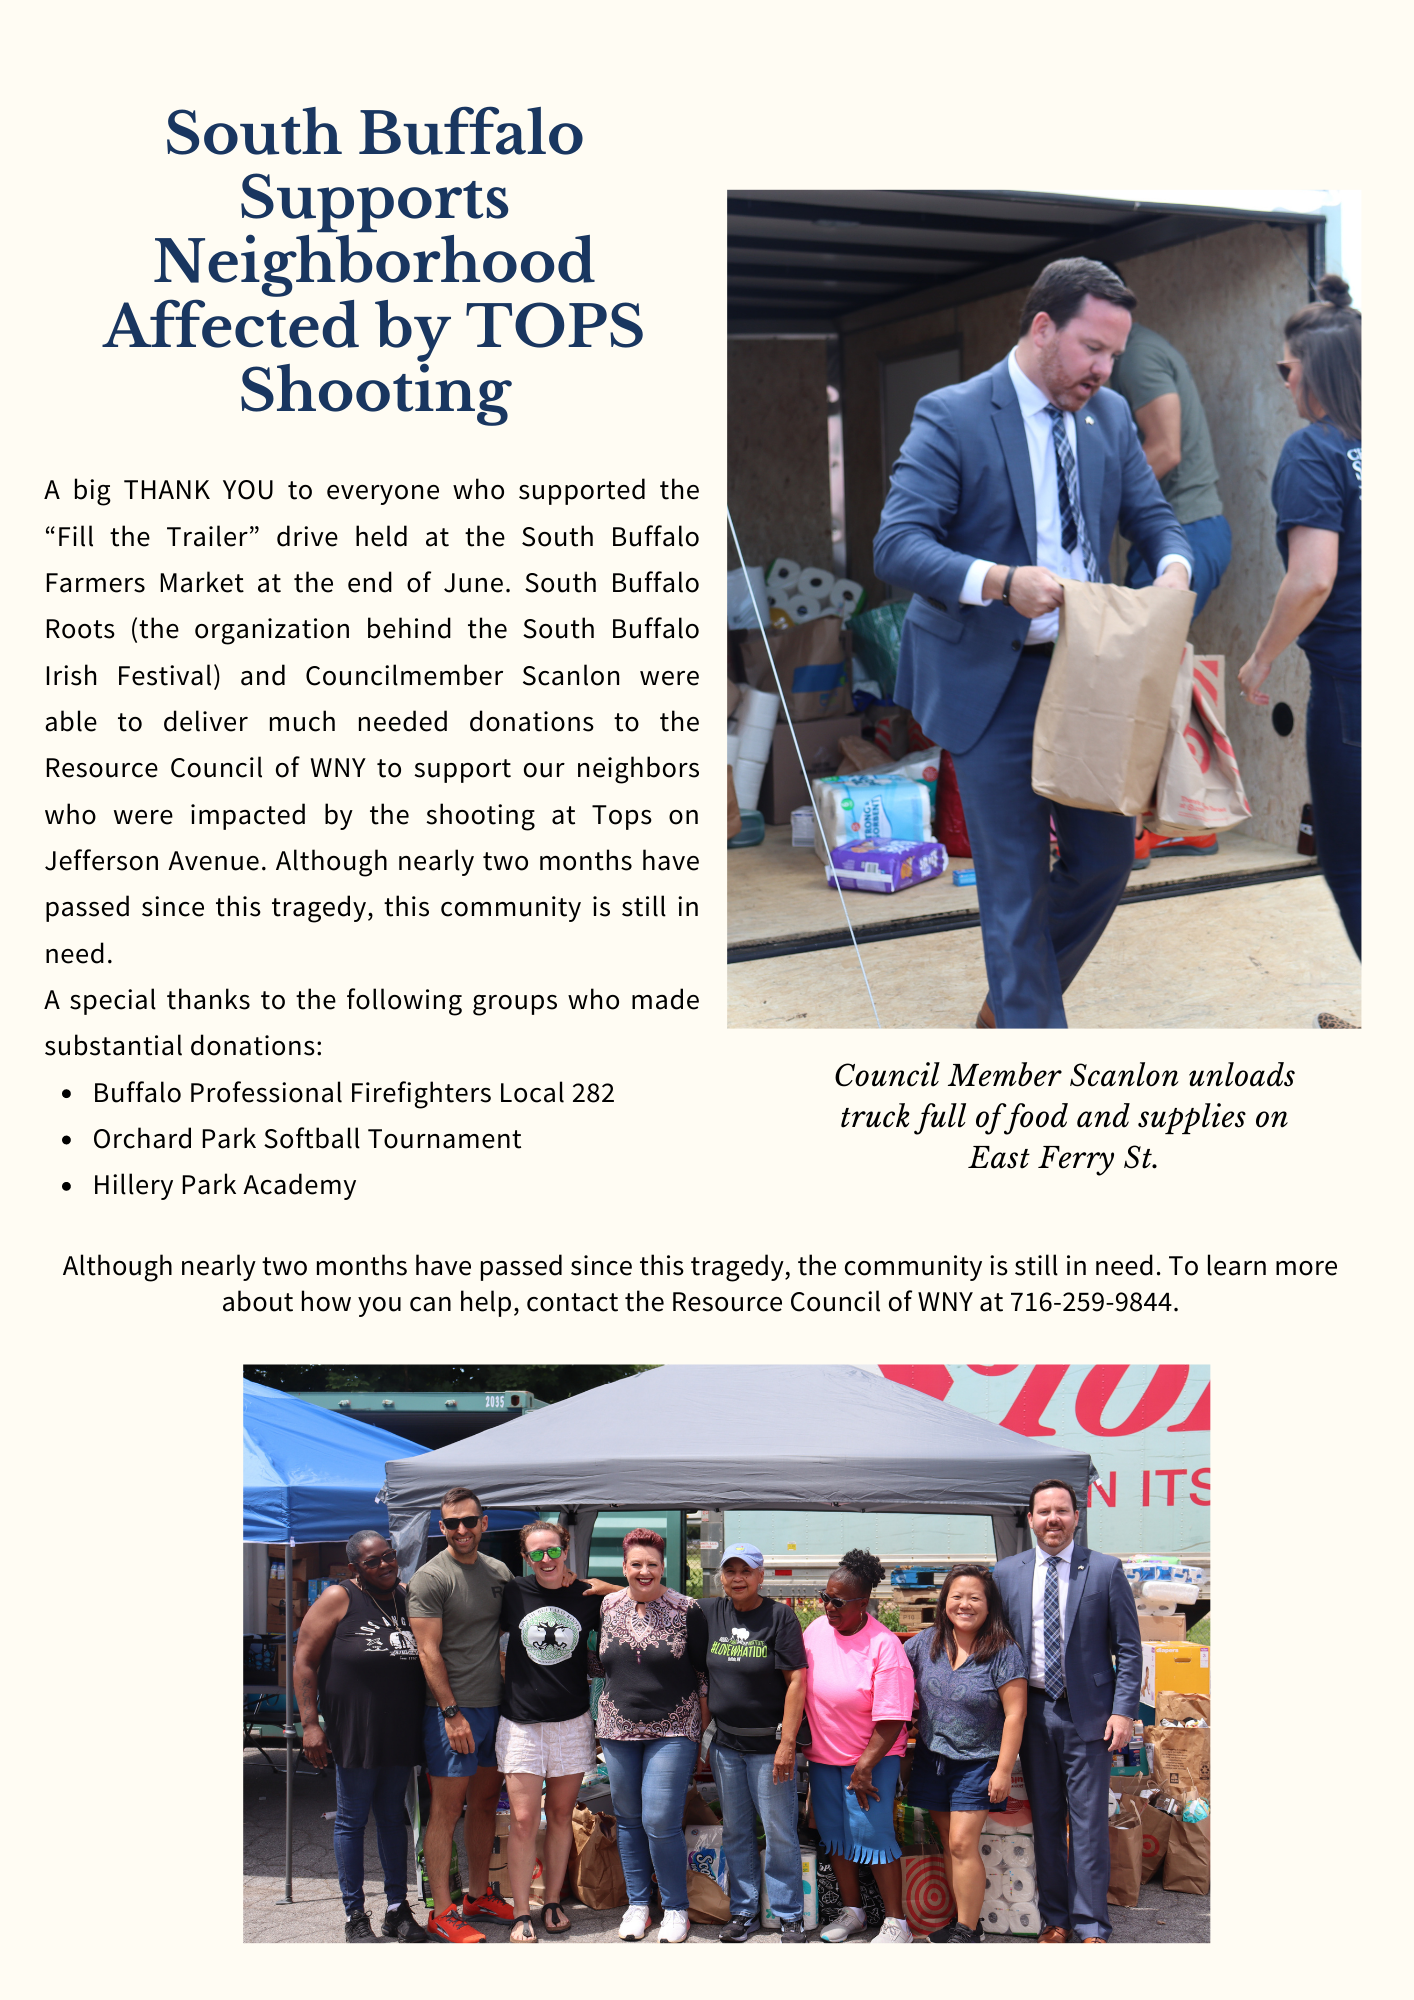 South Buffalo
Supports
Neighborhood
Affected by TOPS
Shooting
A big THANK YOU to everyone who supported the
“Fill the Trailer” drive held at the South Buffalo
Farmers Market at the end of June. South Buffalo
Roots (the organization behind the South Buffalo
Irish Festival) and Councilmember Scanlon were
able to deliver much needed donations to the
Resource Council of WNY to support our neighbors
who were impacted by the shooting at Tops on
Jefferson Avenue. Although nearly two months have
passed since this tragedy, this community is still in
need.
A special thanks to the following groups who made
substantial donations:
• Buffalo Professional Firefighters Local 282
• Orchard Park Softball Tournament
• Hillery Park Academy
Council Member Scanlon unloads
truck full of food and supplies on
East Ferry St.
Although nearly two months have passed since this tragedy, the community is still in need. To learn more
about how you can help, contact the Resource Council of WNY at 716-259-9844.
2035
N ITS
#LOVEWHATIDO